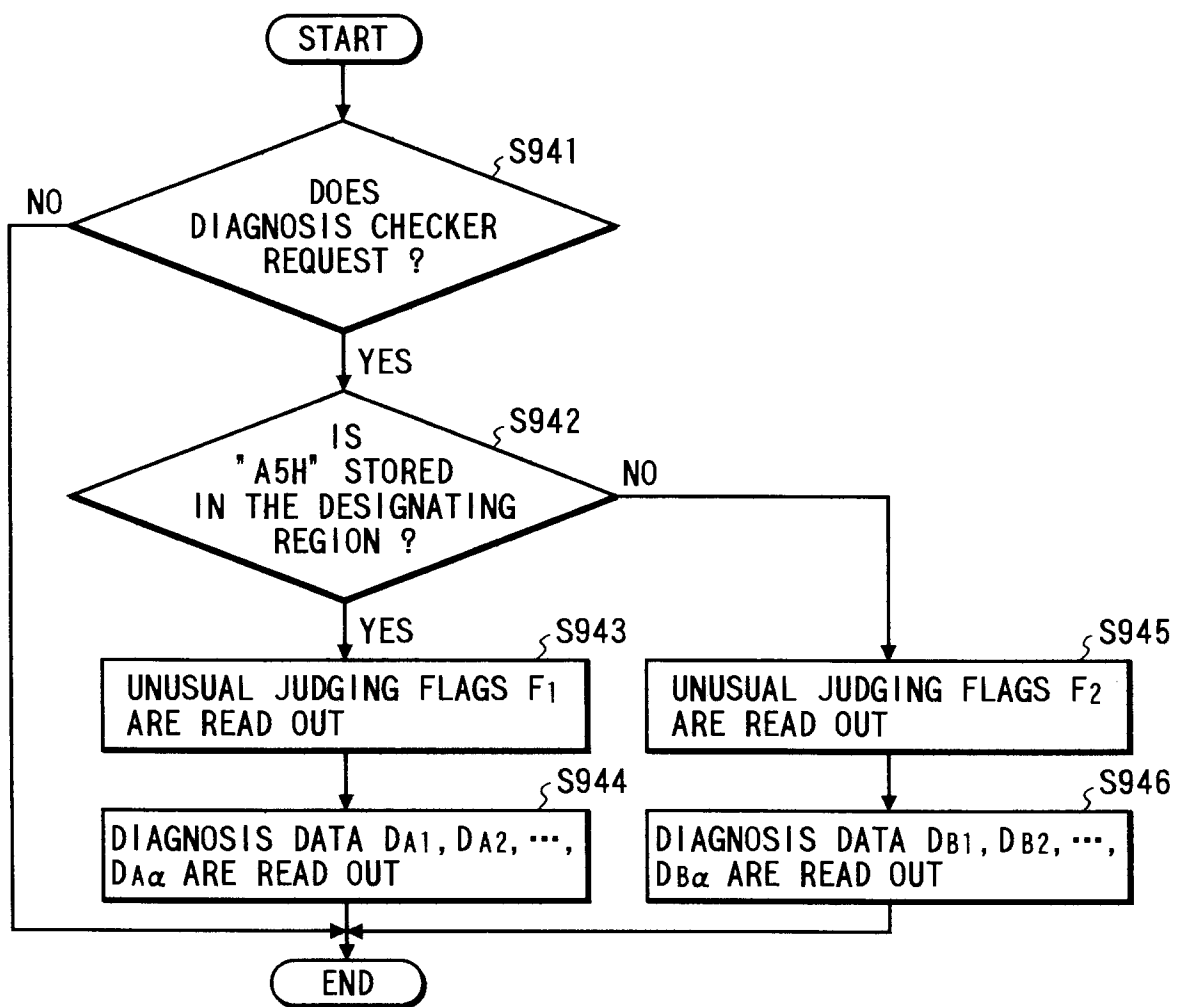 START
S941
NO
DOES
DIAGNOSIS CHECKER
REQUEST ?
YES
S942
IS
"A5H" STORED
IN THE DESIGNATING
REGION ?
NO
YES
S943
UNUSUAL JUDGING FLAGS F1
ARE READ OUT
S945
UNUSUAL JUDGING FLAGS F2
ARE READ OUT
S944
DIAGNOSIS DATA DA1, DA2, ···,
DAα ARE READ OUT
S946
DIAGNOSIS DATA DB1, DB2, ···,
DBα ARE READ OUT
END